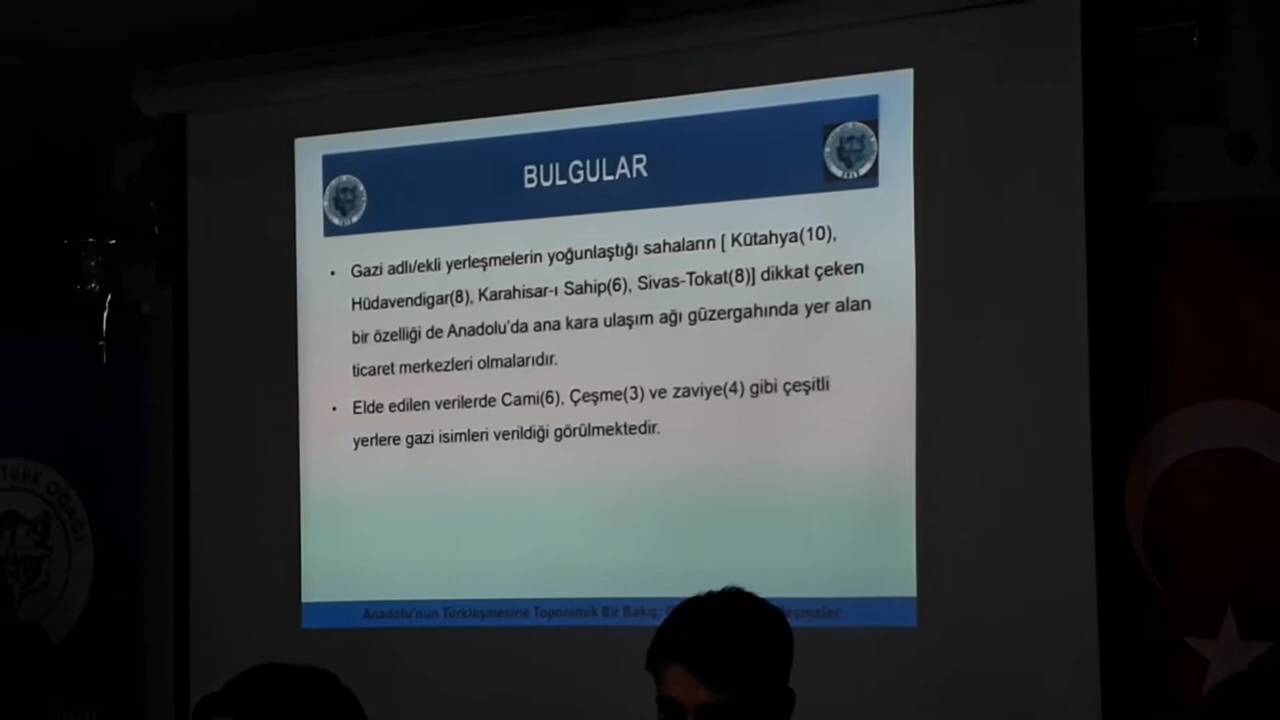 BULGULAR
• Gazi adlı/ekli yerleşmelerin yoğunlaştığı sahaların [ Kütahya(10),
Hüdavendigar(8), Karahisar-ı Sahip(6), Sivas-Tokat(8)] dikkat çeken
bir özelliği de Anadolu'da ana kara ulaşım ağı güzergahında yer alan
ticaret merkezleri olmalarıdır.
• Elde edilen verilerde Cami(6), Çeşme(3) ve zaviye(4) gibi çeşitli
yerlere gazi isimleri verildiği görülmektedir.
Anadolu'nun Türkleşmesine Toponimik Bir Bakış:
TÜRK OCAĞI